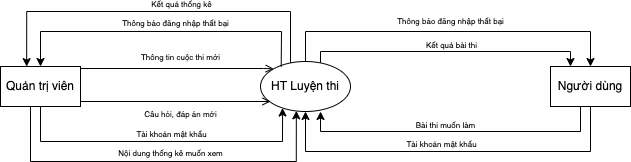 Kết quả thống kê
Thông báo đăng nhập thất bại
Thông báo đăng nhập thất bại
Kết quả bài thi
Thông tin cuộc thi mới
Quản trị viên
HT Luyện thi
Người dùng
Câu hỏi, đáp án mới
Bài thi muốn làm
Tài khoản mật khẩu
Tài khoản mật khẩu
Nội dung thống kê muốn xem